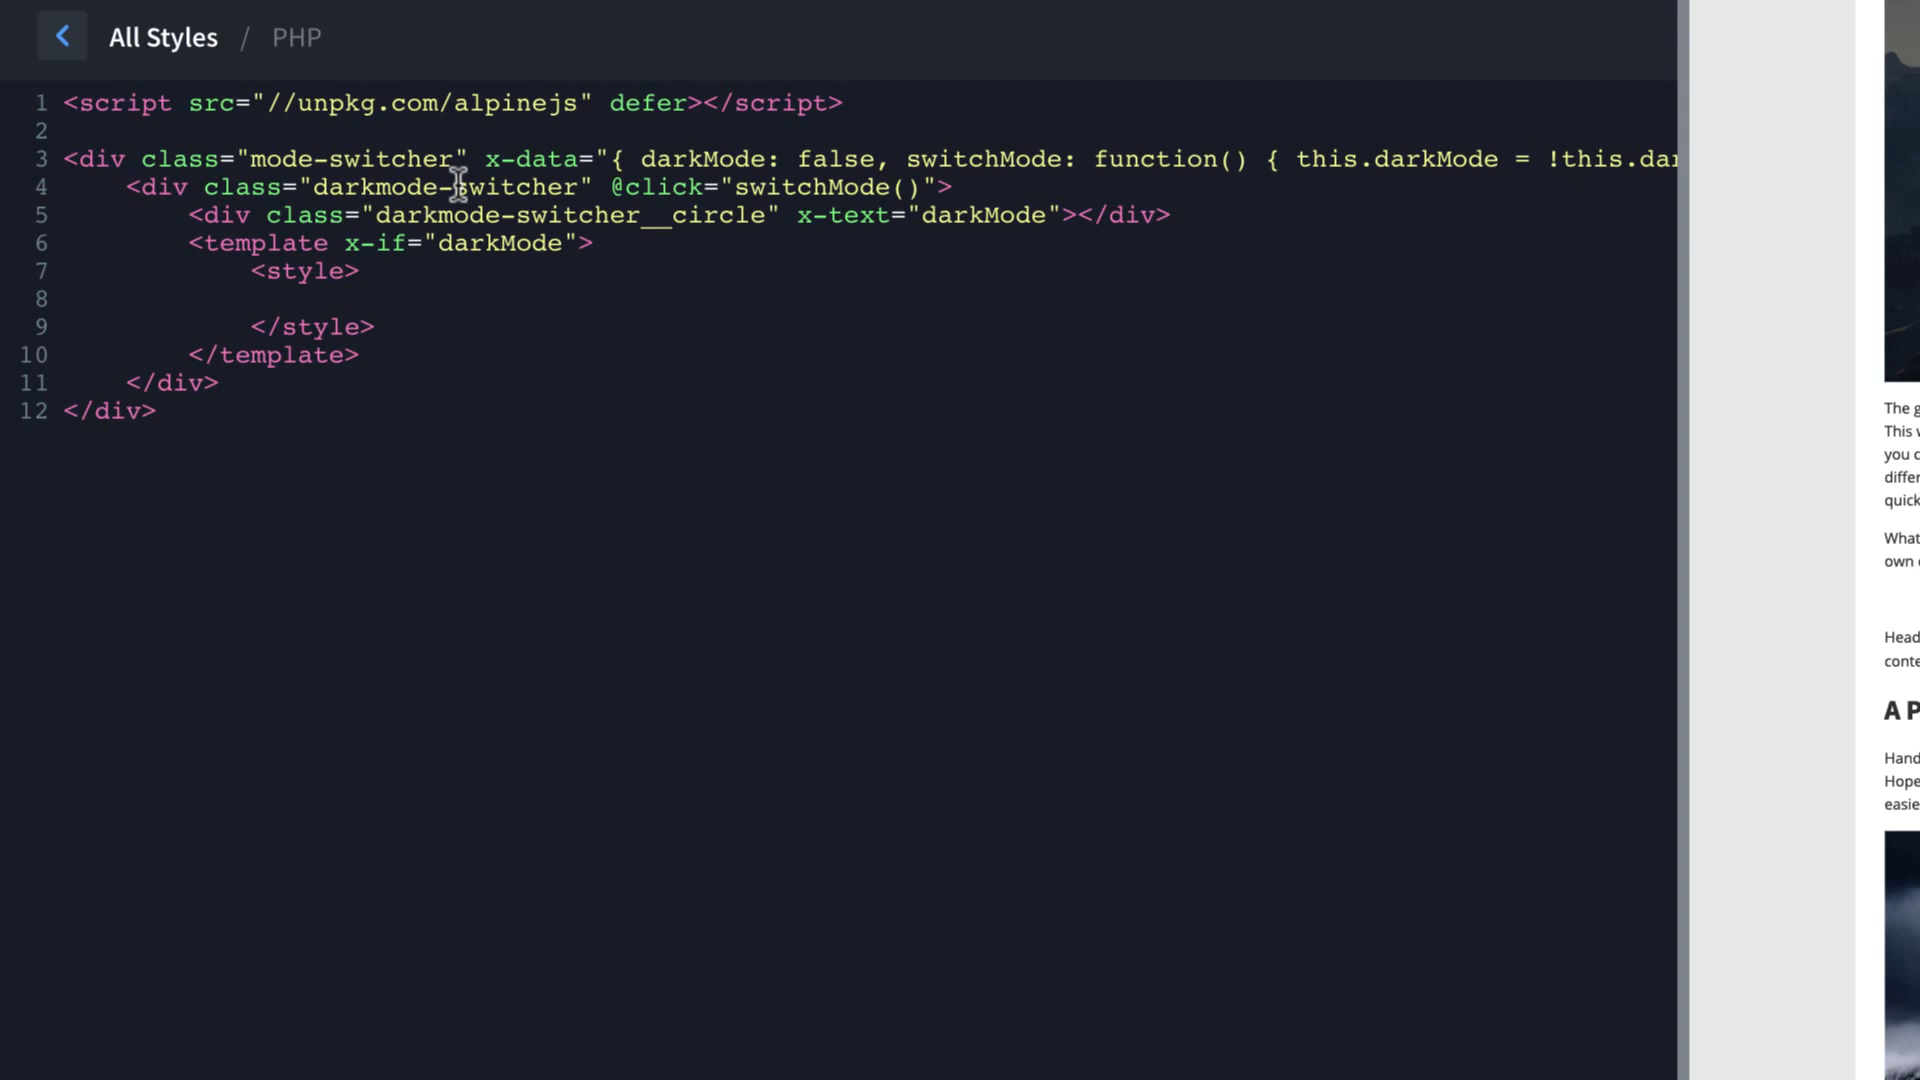 All Styles / PHP
1 <script src="//unpkg.com/alpinejs" defer></script>
2
3 <div class="mode-switcher" x-data="{ darkMode: false, switchMode: function() { this.darkMode = !this.dar
4     <div class="darkmode-switcher" @click="switchMode()">
5         <div class="darkmode-switcher__circle" x-text="darkMode"></div>
6         <template x-if="darkMode">
7             <style>
8
9             </style>
10         </template>
11     </div>
12 </div>
The g
This w
you c
differ
quick
What
own
Head
conte
A P
Hand
Hope
easie